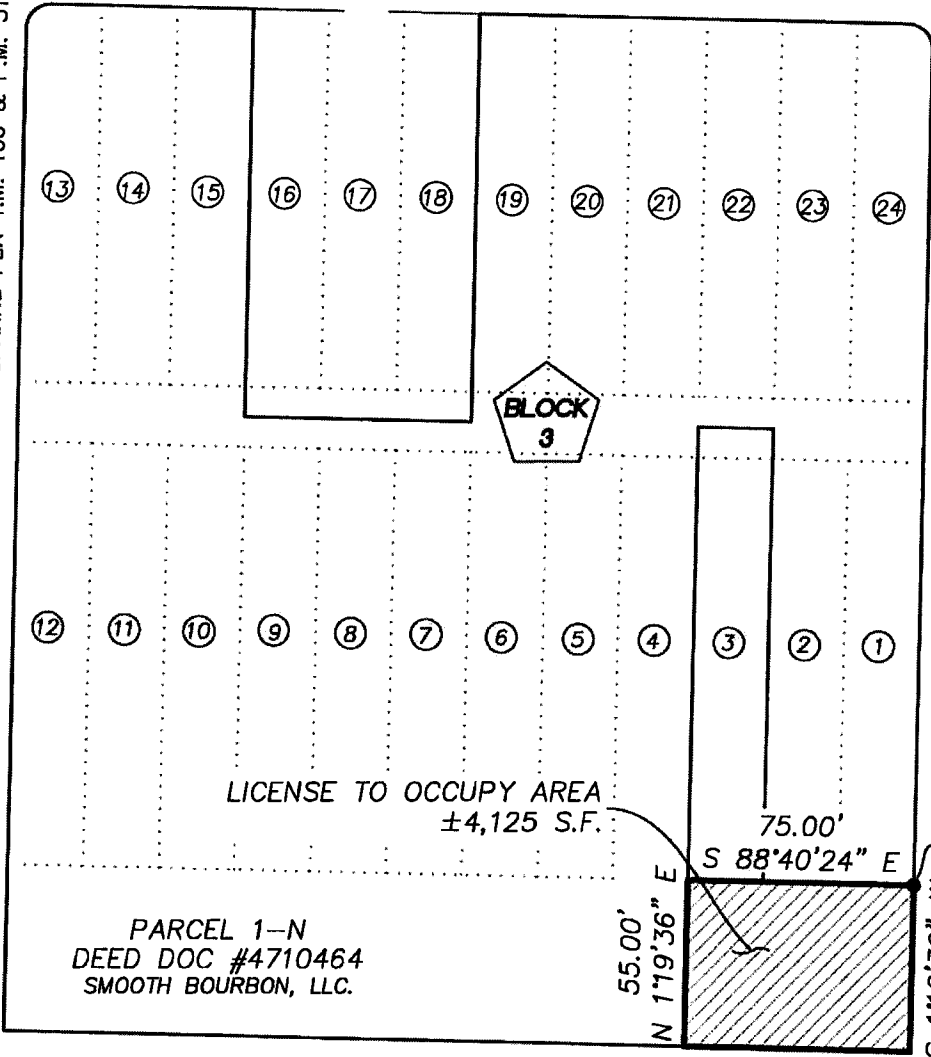 ⑬ ⑭ ⑮ ⑯ ⑰ ⑱ ⑲ ⑳ ㉑ ㉒ ㉓ ㉔
BLOCK
3
⑫ ⑪ ⑩ ⑨ ⑧ ⑦ ⑥ ⑤ ④ ③ ② ①
LICENSE TO OCCUPY AREA
±4,125 S.F.
75.00'
S 88°40'24" E
55.00'
N 1°19'36" E
PARCEL 1-N
DEED DOC #4710464
SMOOTH BOURBON, LLC.